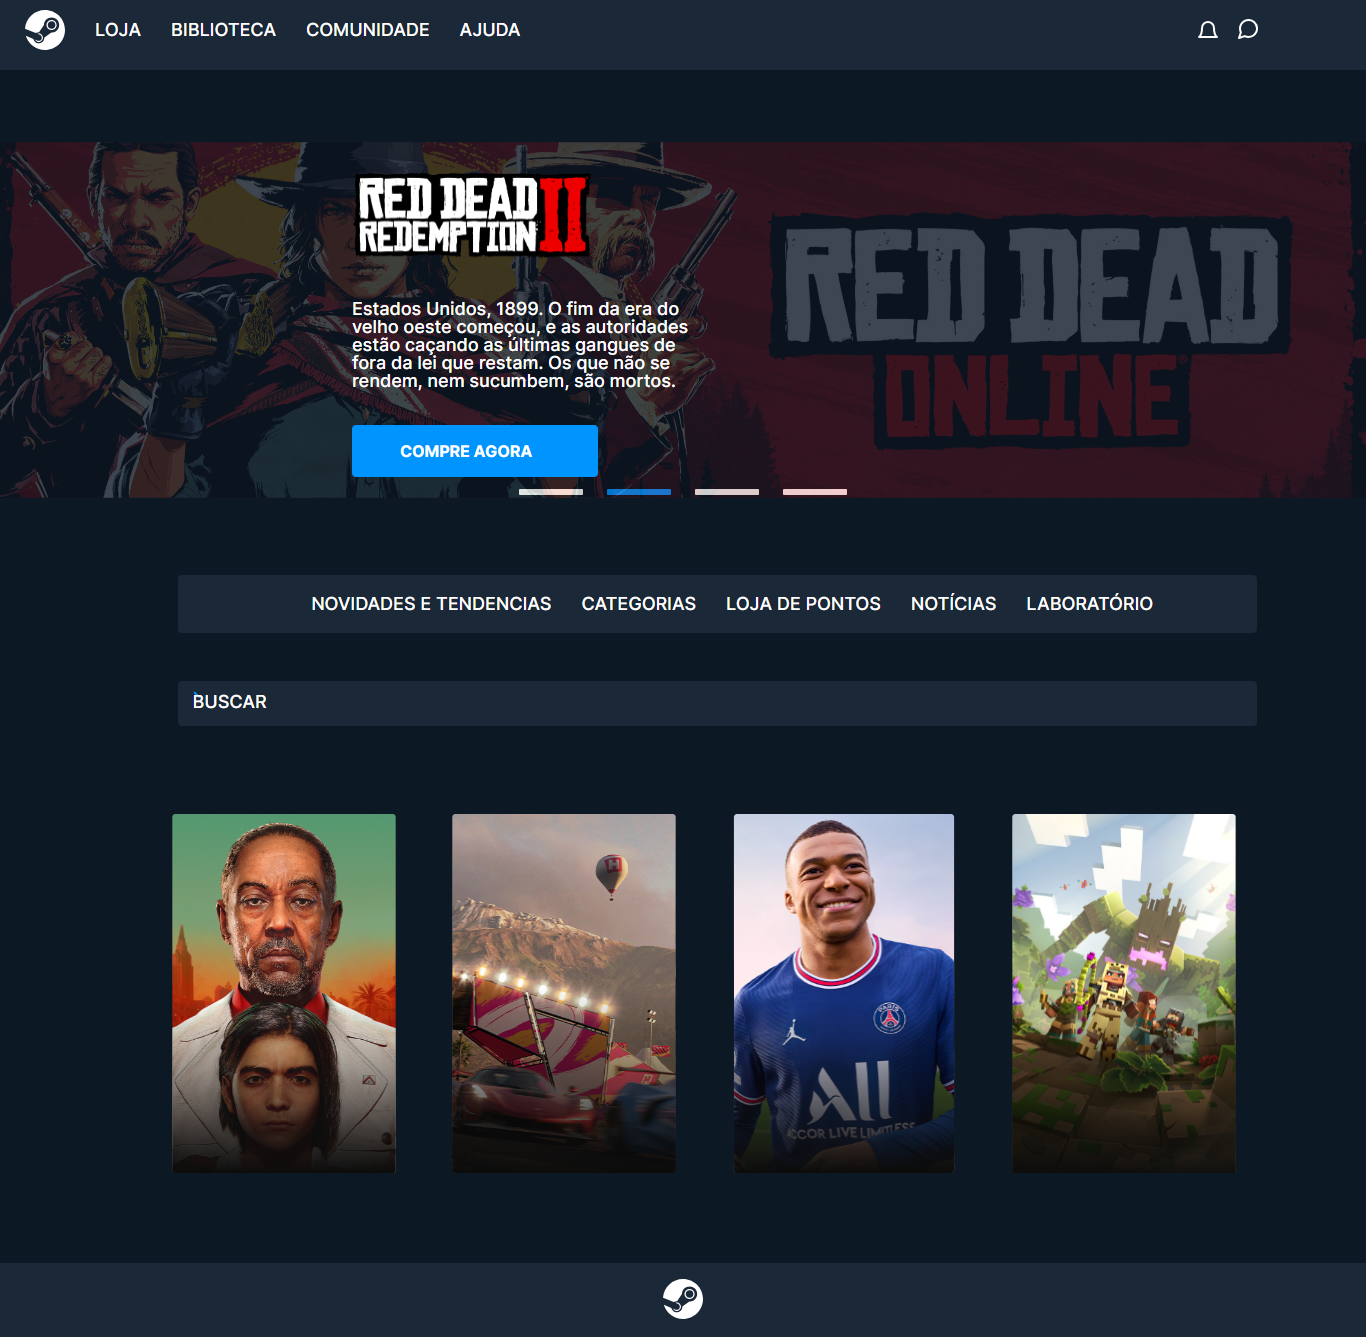 LOJA BIBLIOTECA COMUNIDADE AJUDA
RED DEAD
REDEMPTION II
RED DEAD
ONLINE
Estados Unidos, 1899. O fim da era do
velho oeste começou, e as autoridades
estão caçando as últimas gangues de
fora da lei que restam. Os que não se
rendem, nem sucumbem, são mortos.
COMPRE AGORA
NOVIDADES E TENDENCIAS CATEGORIAS LOJA DE PONTOS NOTÍCIAS LABORATÓRIO
BUSCAR
H
PARIS
ALL
ACCOR LIVE LIMITLESS